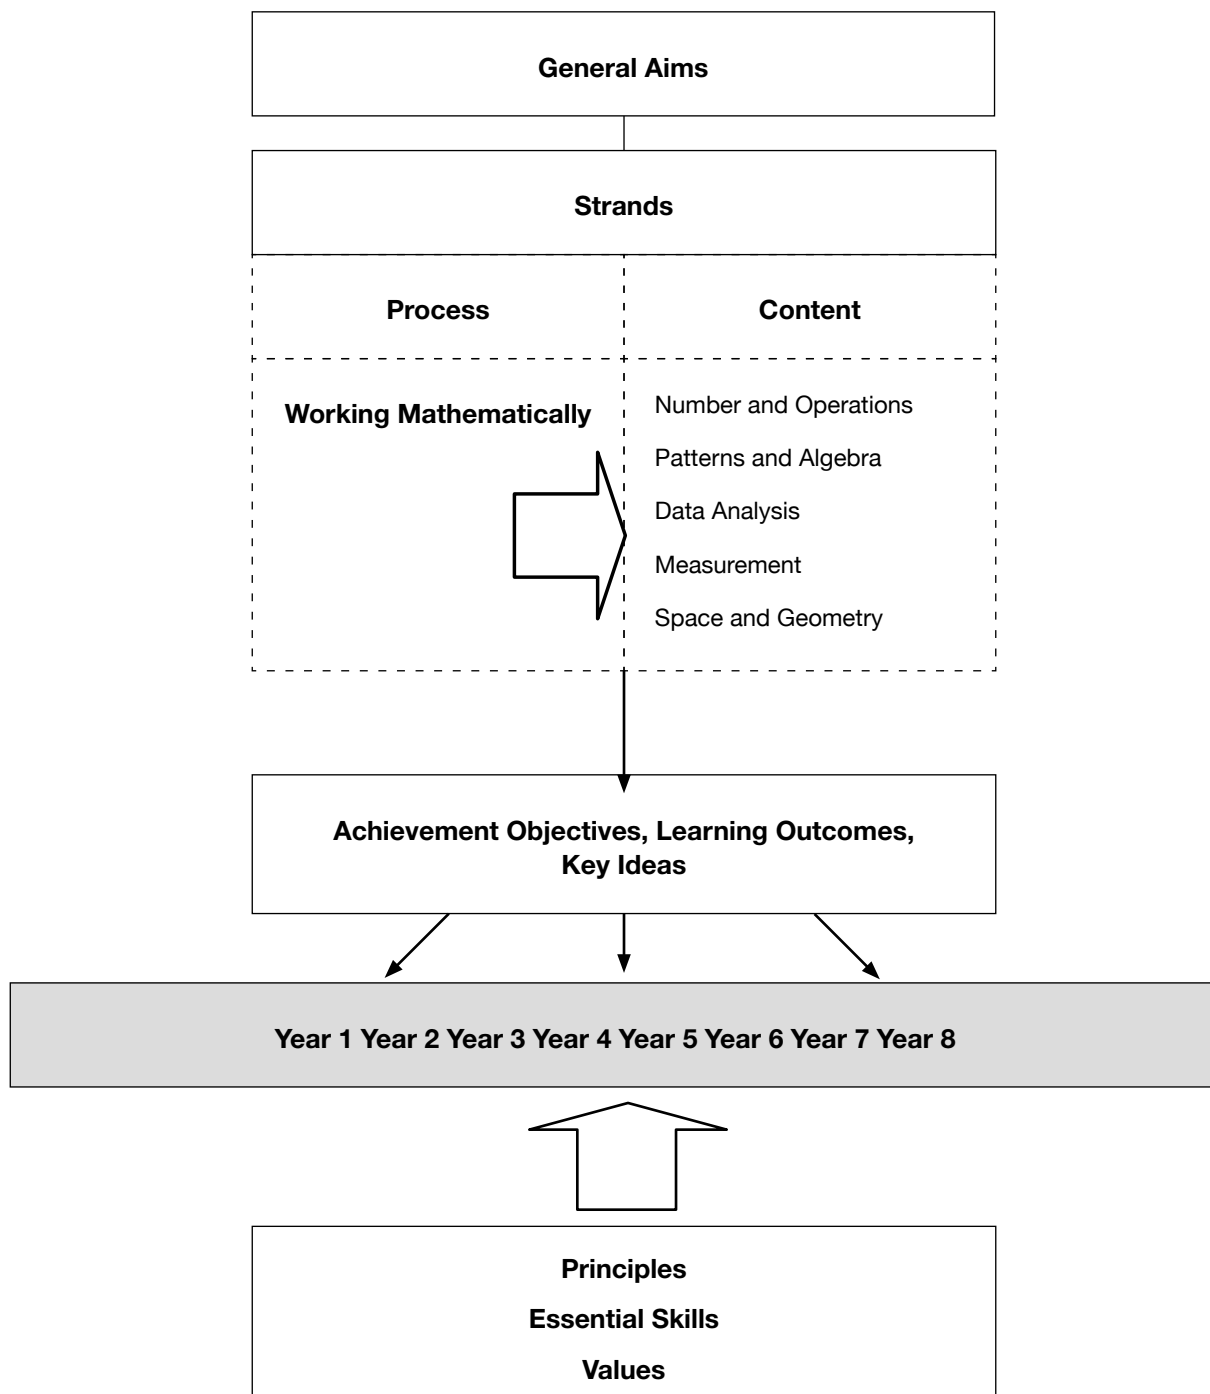 General Aims
Strands
Process
Content
Working Mathematically
Number and Operations
Patterns and Algebra
Data Analysis
Measurement
Space and Geometry
Achievement Objectives, Learning Outcomes,
Key Ideas
Year 1 Year 2 Year 3 Year 4 Year 5 Year 6 Year 7 Year 8
Principles
Essential Skills
Values